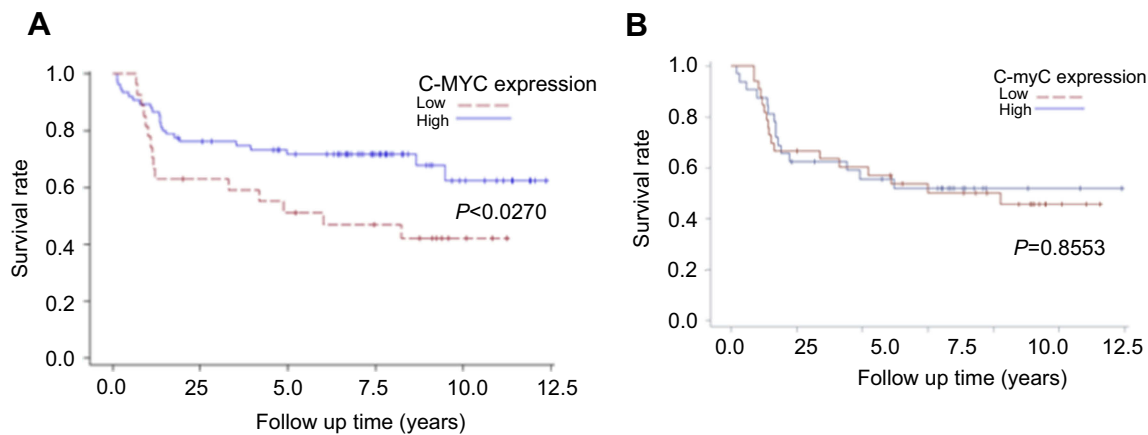 A
C-MYC expression
Low
High
1.0
0.8
0.6
0.4
0.2
0.0
Survival rate
P<0.0270
0.0 25 5.0 7.5 10.0 12.5
Follow up time (years)
B
C-myC expression
Low
High
1.0
0.8
0.6
0.4
0.2
0.0
Survival rate
P=0.8553
0.0 25 5.0 7.5 10.0 12.5
Follow up time (years)